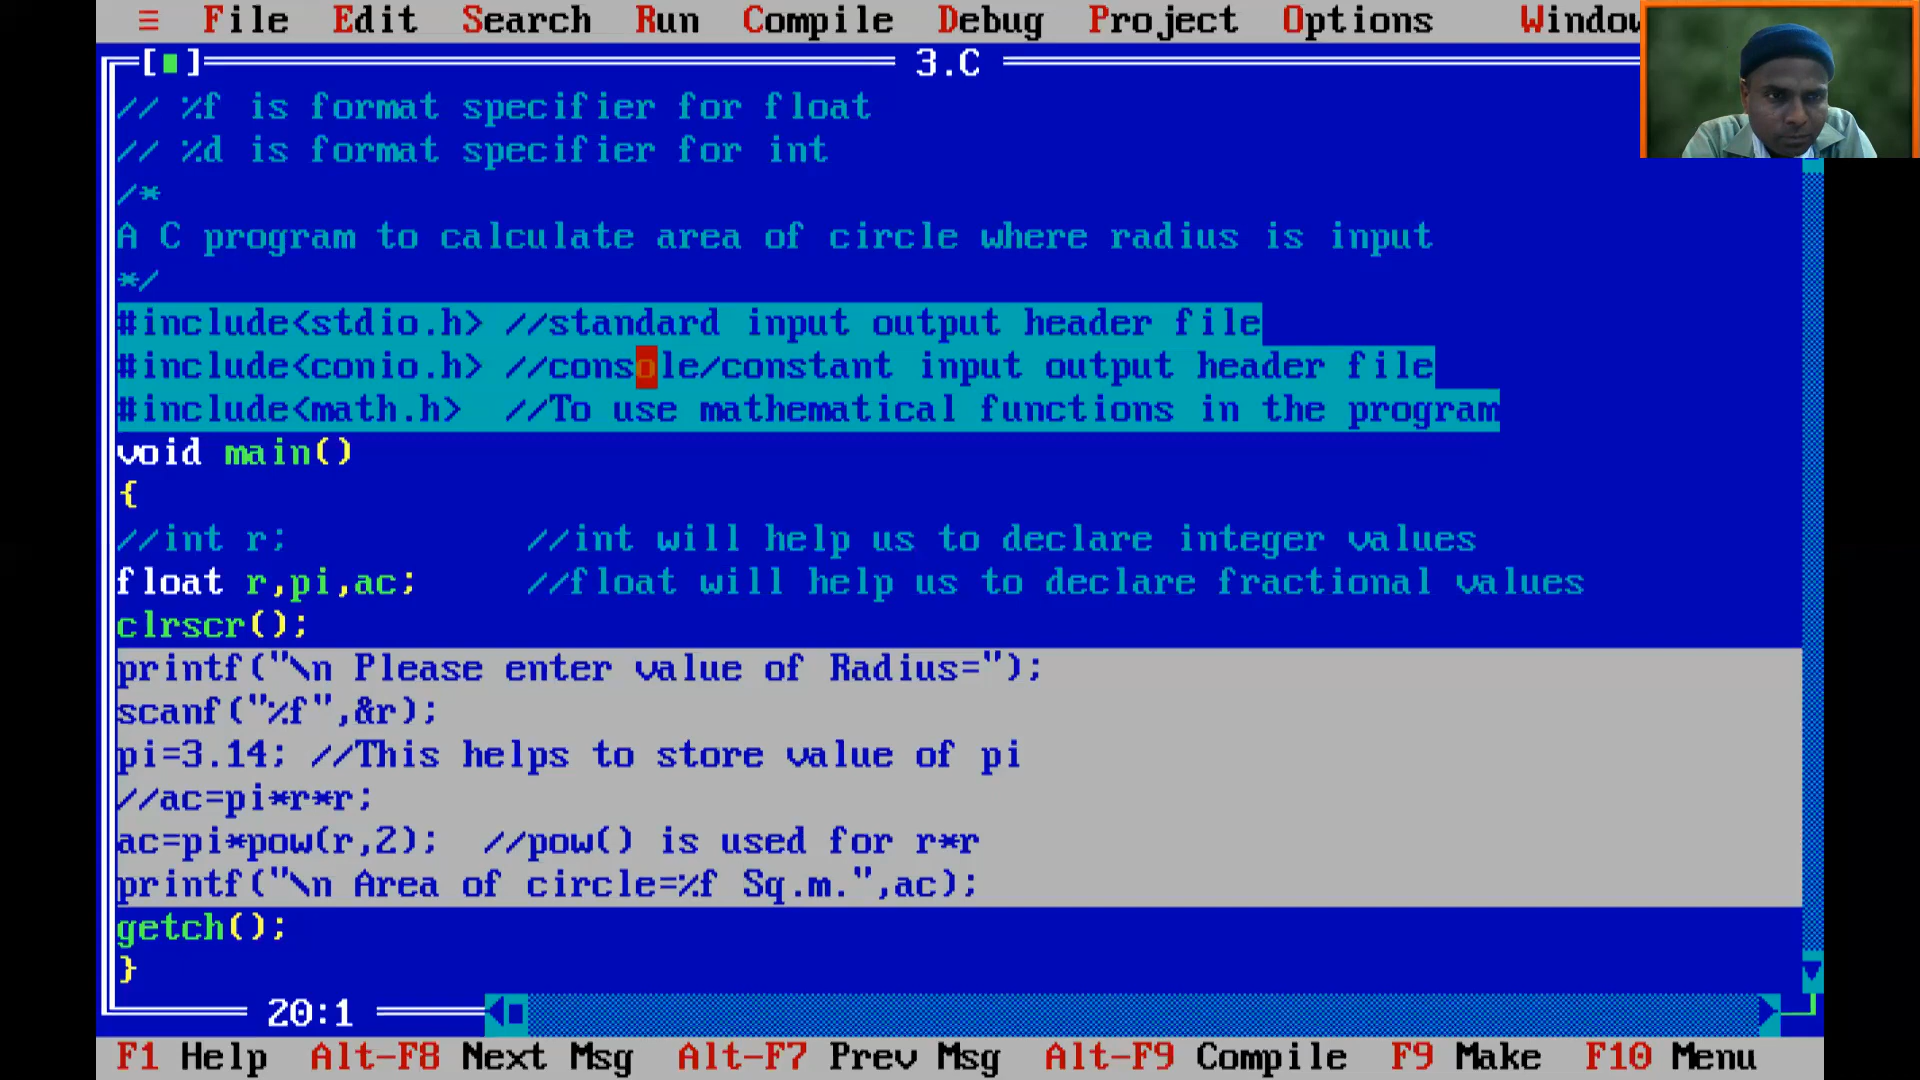 ≡ File Edit Search Run Compile Debug Project Options Window
[■] 3.C
// %f is format specifier for float
// %d is format specifier for int
/*
A C program to calculate area of circle where radius is input
*/
#include<stdio.h> //standard input output header file
#include<conio.h> //console/constant input output header file
#include<math.h> //To use mathematical functions in the program
void main()
{
//int r; //int will help us to declare integer values
float r,pi,ac; //float will help us to declare fractional values
clrscr();
printf("\n Please enter value of Radius=");
scanf("%f",&r);
pi=3.14; //This helps to store value of pi
//ac=pi*r*r;
ac=pi*pow(r,2); //pow() is used for r*r
printf("\n Area of circle=%f Sq.m.",ac);
getch();
}
20:1
F1 Help Alt-F8 Next Msg Alt-F7 Prev Msg Alt-F9 Compile F9 Make F10 Menu